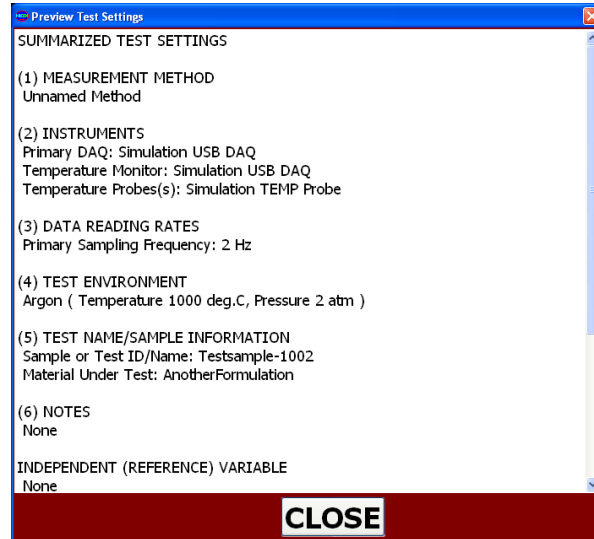 Preview Test Settings
SUMMARIZED TEST SETTINGS
(1) MEASUREMENT METHOD
Unnamed Method
(2) INSTRUMENTS
Primary DAQ: Simulation USB DAQ
Temperature Monitor: Simulation USB DAQ
Temperature Probes(s): Simulation TEMP Probe
(3) DATA READING RATES
Primary Sampling Frequency: 2 Hz
(4) TEST ENVIRONMENT
Argon ( Temperature 1000 deg.C, Pressure 2 atm )
(5) TEST NAME/SAMPLE INFORMATION
Sample or Test ID/Name: Testsample-1002
Material Under Test: AnotherFormulation
(6) NOTES
None
INDEPENDENT (REFERENCE) VARIABLE
None
CLOSE